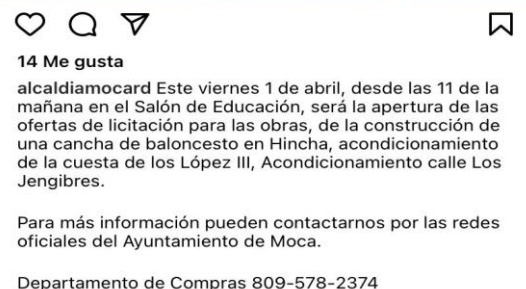 14 Me gusta
alcaldiamocard Este viernes 1 de abril, desde las 11 de la
mañana en el Salón de Educación, será la apertura de las
ofertas de licitación para las obras, de la construcción de
una cancha de baloncesto en Hincha, acondicionamiento
de la cuesta de los López III, Acondicionamiento calle Los
Jengibres.
Para más información pueden contactarnos por las redes
oficiales del Ayuntamiento de Moca.
Departamento de Compras 809-578-2374